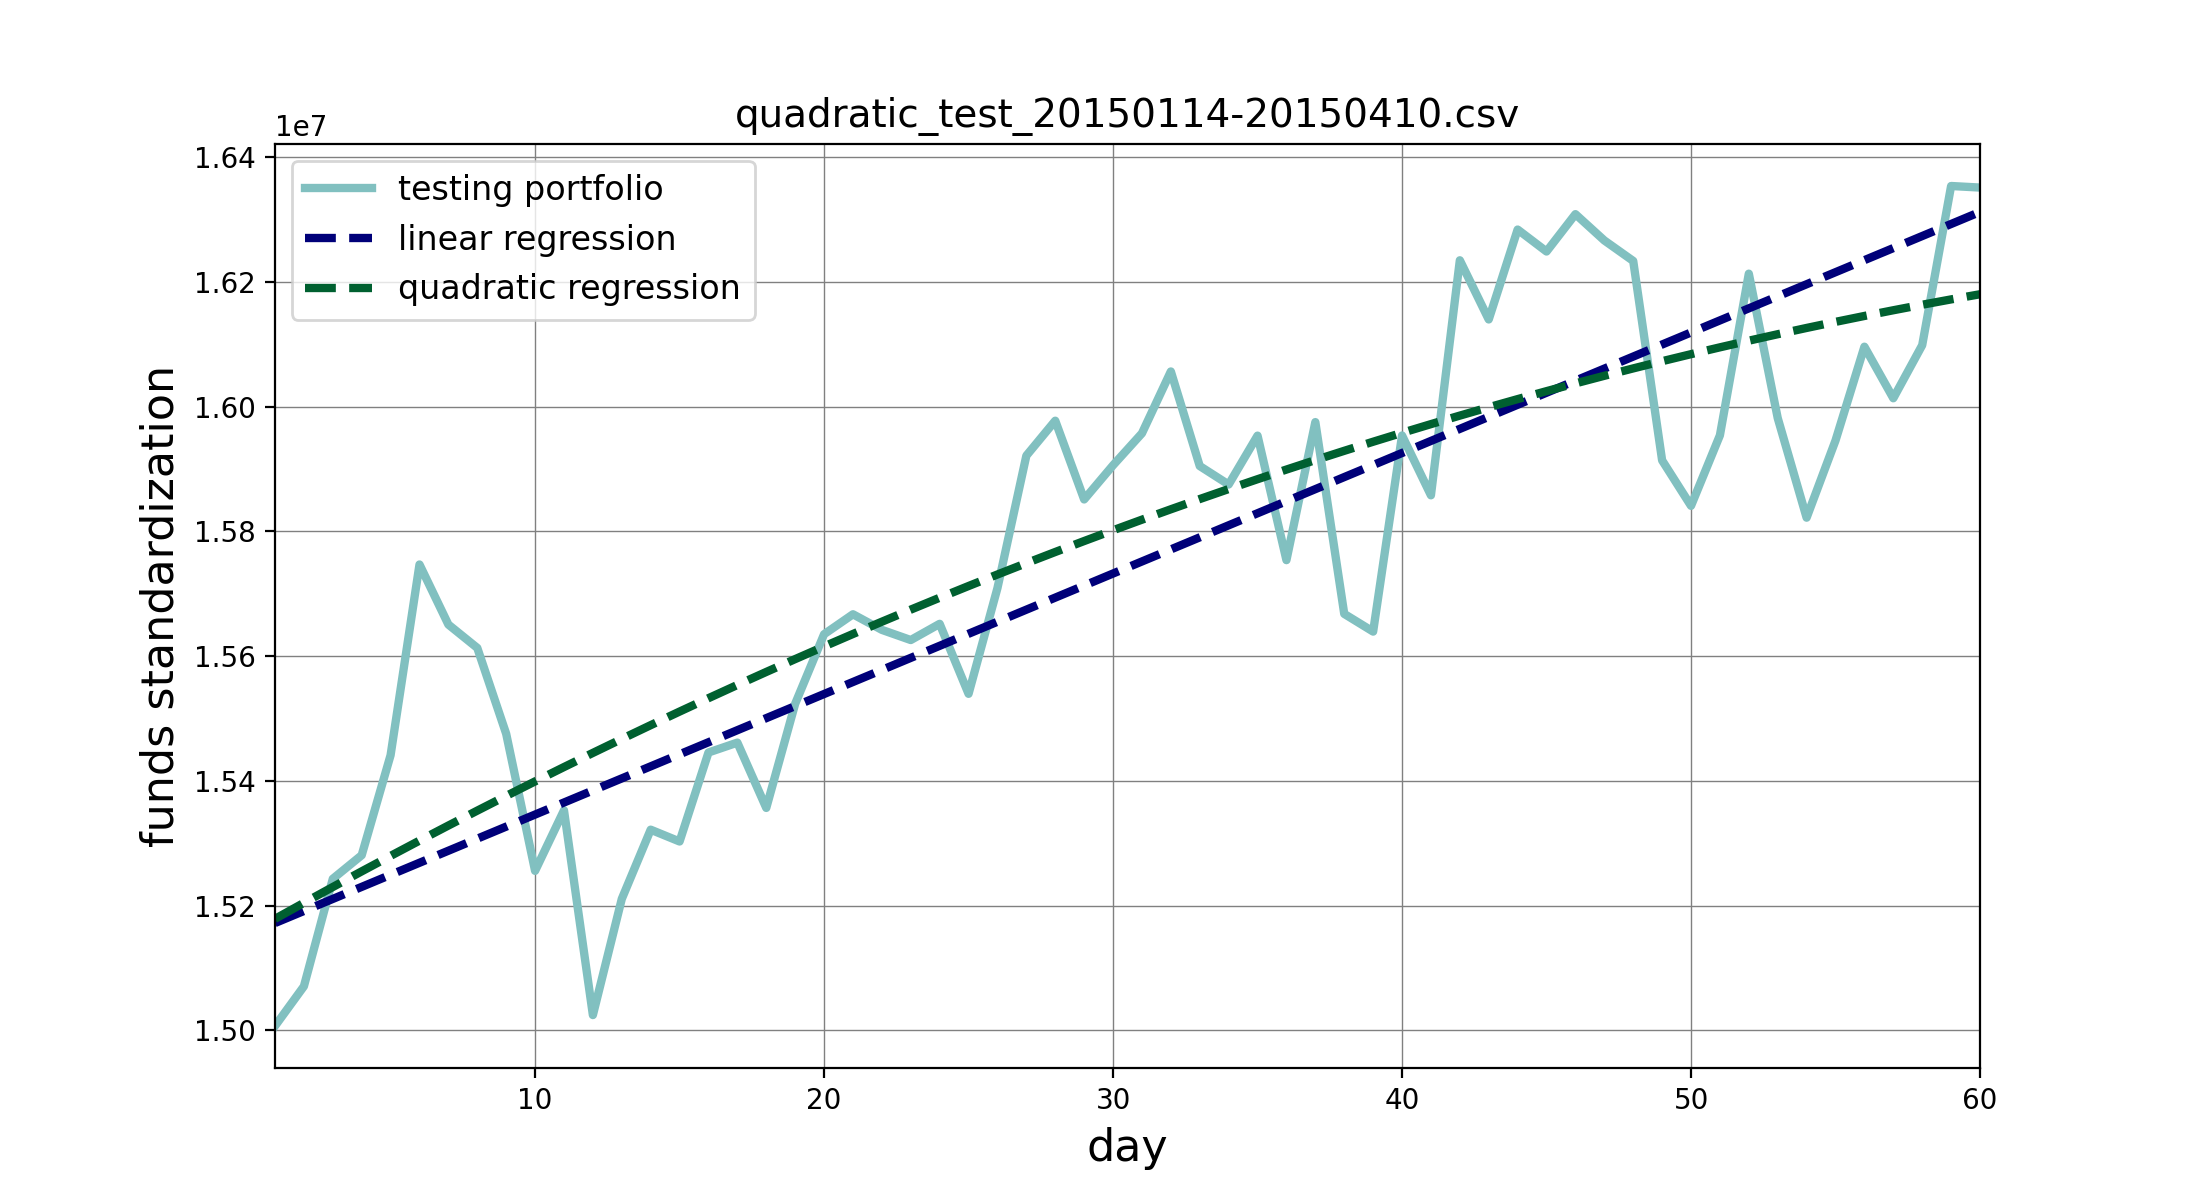 quadratic_test_20150114-20150410.csv
1e7
1.64
1.62
1.60
1.58
1.56
1.54
1.52
1.50
funds standardization
testing portfolio
linear regression
quadratic regression
10 20 30 40 50 60
day